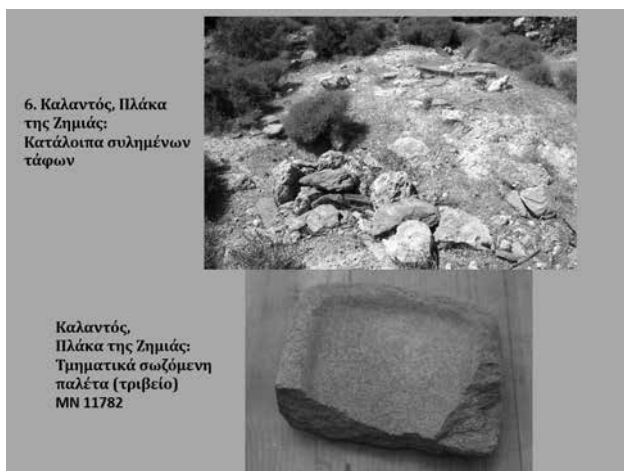 6. Καλαντός, Πλάκα
της Ζημιάς:
Κατάλοιπα συλημένων
τάφων
Καλαντός,
Πλάκα της Ζημιάς:
Τμηματικά σωζόμενη
παλέτα (τριβείο)
ΜΝ 11782